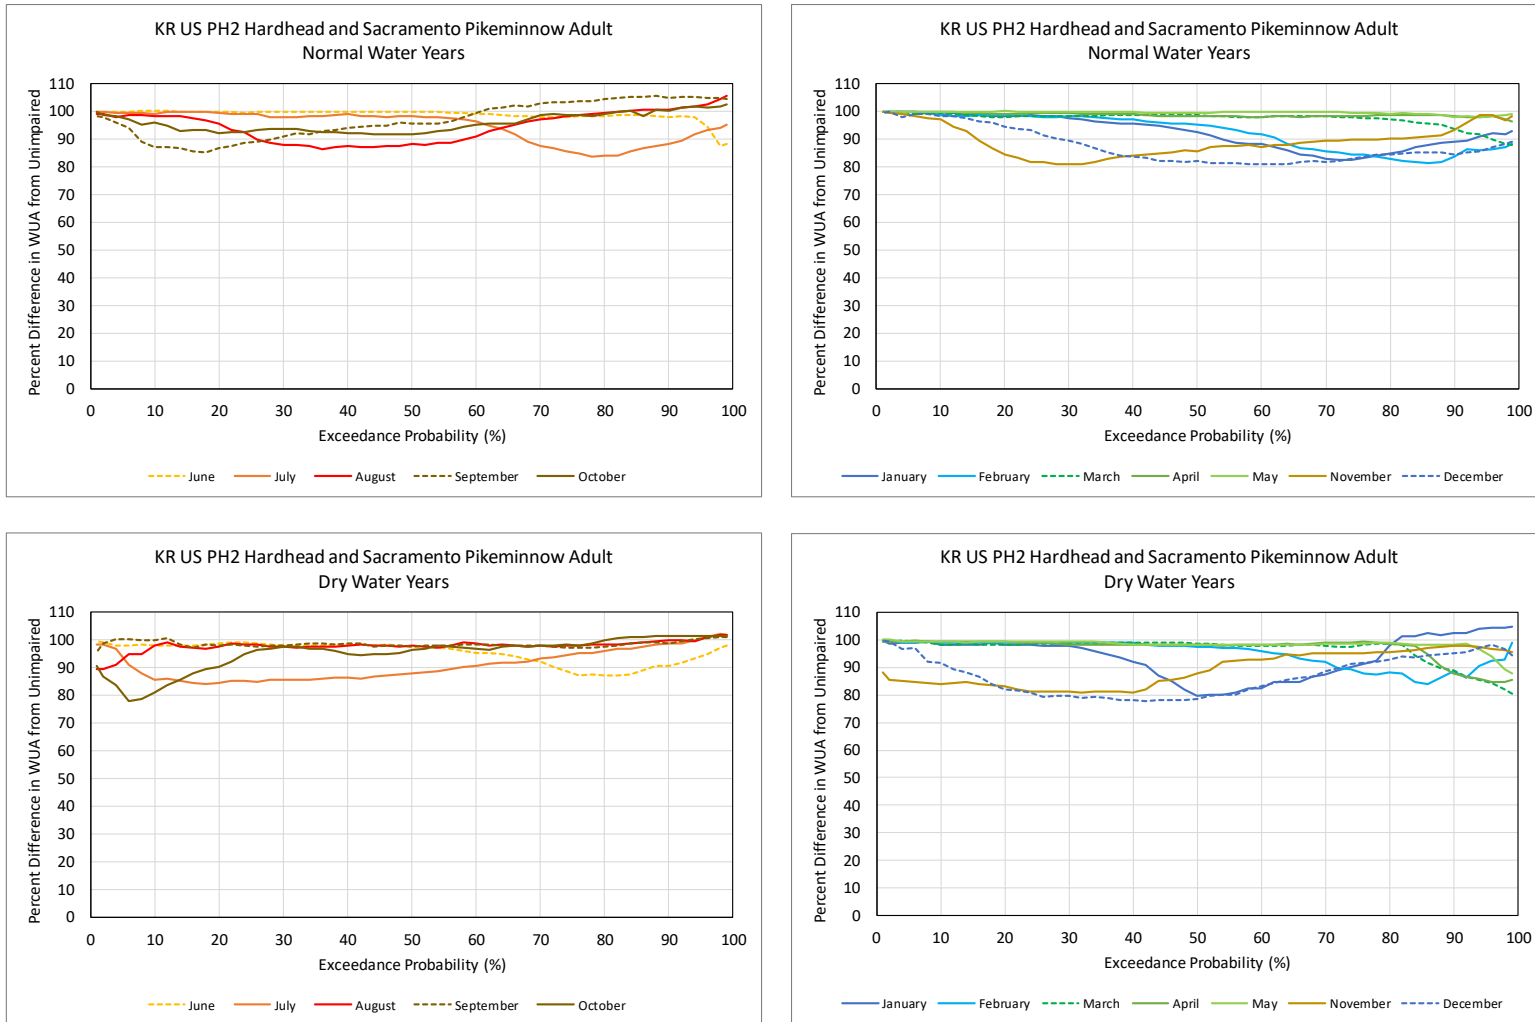 KR US PH2 Hardhead and Sacramento Pikeminnow Adult
Normal Water Years
Percent Difference in WUA from Unimpaired
110
100
90
80
70
60
50
40
30
20
10
0
0 10 20 30 40 50 60 70 80 90 100
Exceedance Probability (%)
June July August September October
KR US PH2 Hardhead and Sacramento Pikeminnow Adult
Normal Water Years
Percent Difference in WUA from Unimpaired
110
100
90
80
70
60
50
40
30
20
10
0
0 10 20 30 40 50 60 70 80 90 100
Exceedance Probability (%)
January February March April May November December
KR US PH2 Hardhead and Sacramento Pikeminnow Adult
Dry Water Years
Percent Difference in WUA from Unimpaired
110
100
90
80
70
60
50
40
30
20
10
0
0 10 20 30 40 50 60 70 80 90 100
Exceedance Probability (%)
June July August September October
KR US PH2 Hardhead and Sacramento Pikeminnow Adult
Dry Water Years
Percent Difference in WUA from Unimpaired
110
100
90
80
70
60
50
40
30
20
10
0
0 10 20 30 40 50 60 70 80 90 100
Exceedance Probability (%)
January February March April May November December